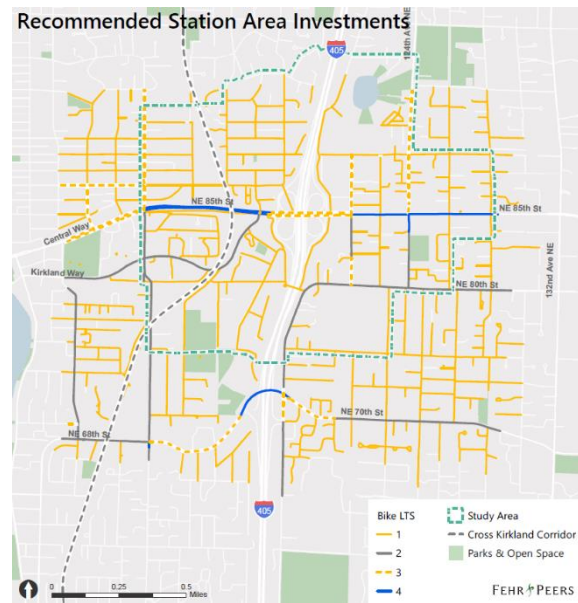 Recommended Station Area Investments
405
124th Ave NE
NE 85th St
NE 85th St
Central Way
Kirkland Way
NE 80th St
132nd Ave NE
NE 70th St
NE 68th St
405
Bike LTS
1
2
3
4
Study Area
Cross Kirkland Corridor
Parks & Open Space
0 0.25 0.5
Miles
FEHR PEERS